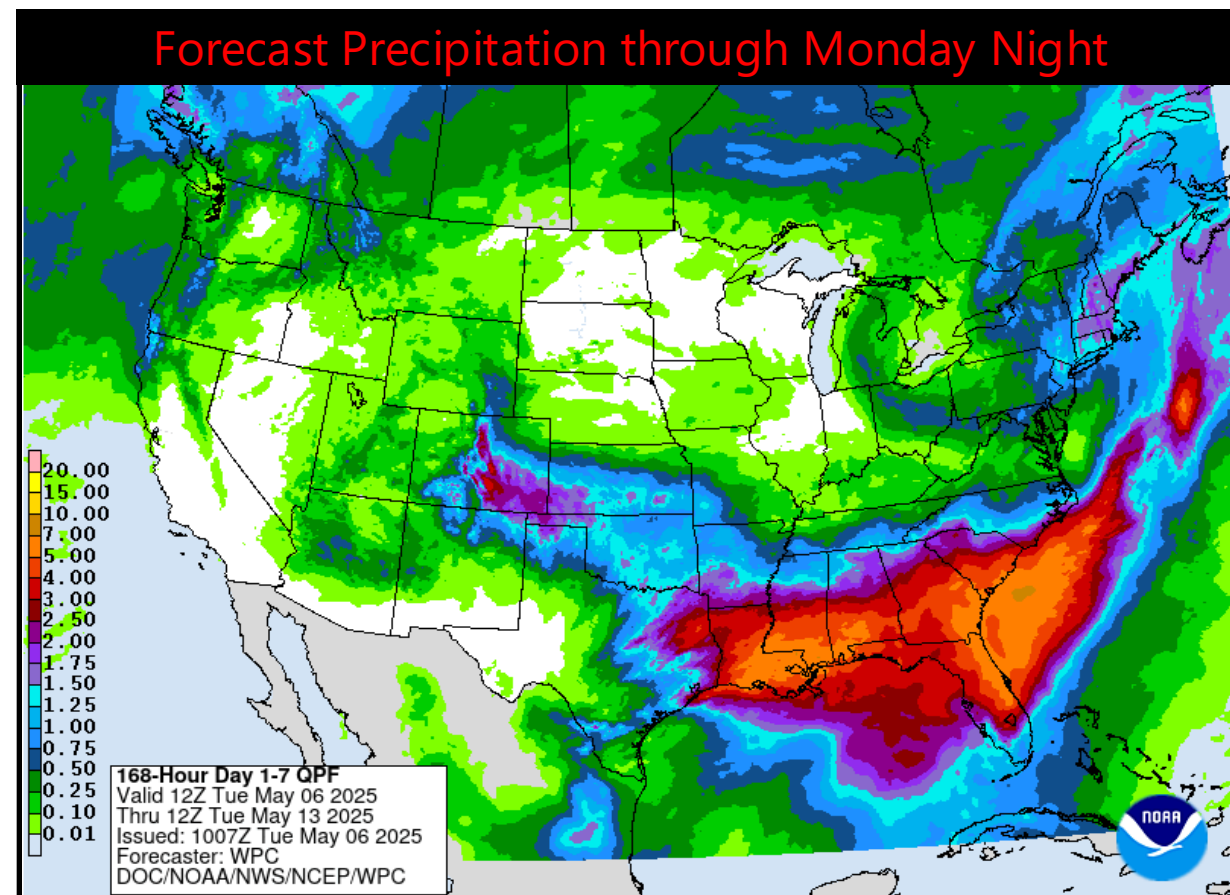 Forecast Precipitation through Monday Night
20.00
15.00
10.00
7.00
5.00
4.00
3.00
2.50
2.00
1.75
1.50
1.25
1.00
0.75
0.50
0.25
0.10
0.01
168-Hour Day 1-7 QPF
Valid 12Z Tue May 06 2025
Thru 12Z Tue May 13 2025
Issued: 1007Z Tue May 06 2025
Forecaster: WPC
DOC/NOAA/NWS/NCEP/WPC
NOAA